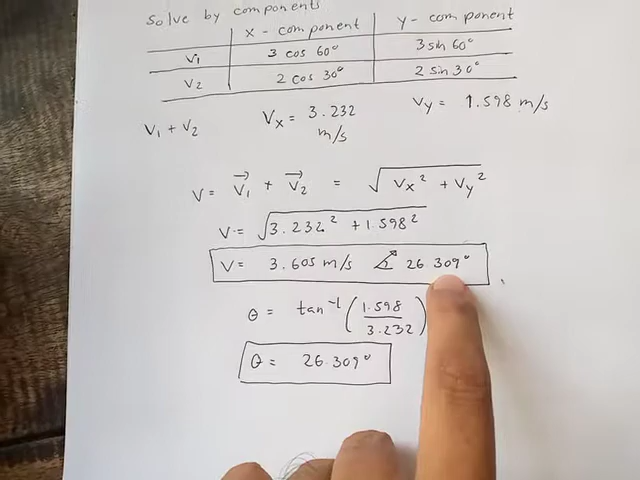 Solve by components
x - component y - component
V1 3 cos 60° 3 sin 60°
V2 2 cos 30° 2 sin 30°
V1 + V2 Vx = 3.232 m/s Vy = 1.598 m/s
V = V⃗1 + V⃗2 = √(Vx² + Vy²)
V = √(3.232² + 1.598²)
V = 3.605 m/s ∠ 26.309°
θ = tan⁻¹ (1.598/3.232)
θ = 26.309°